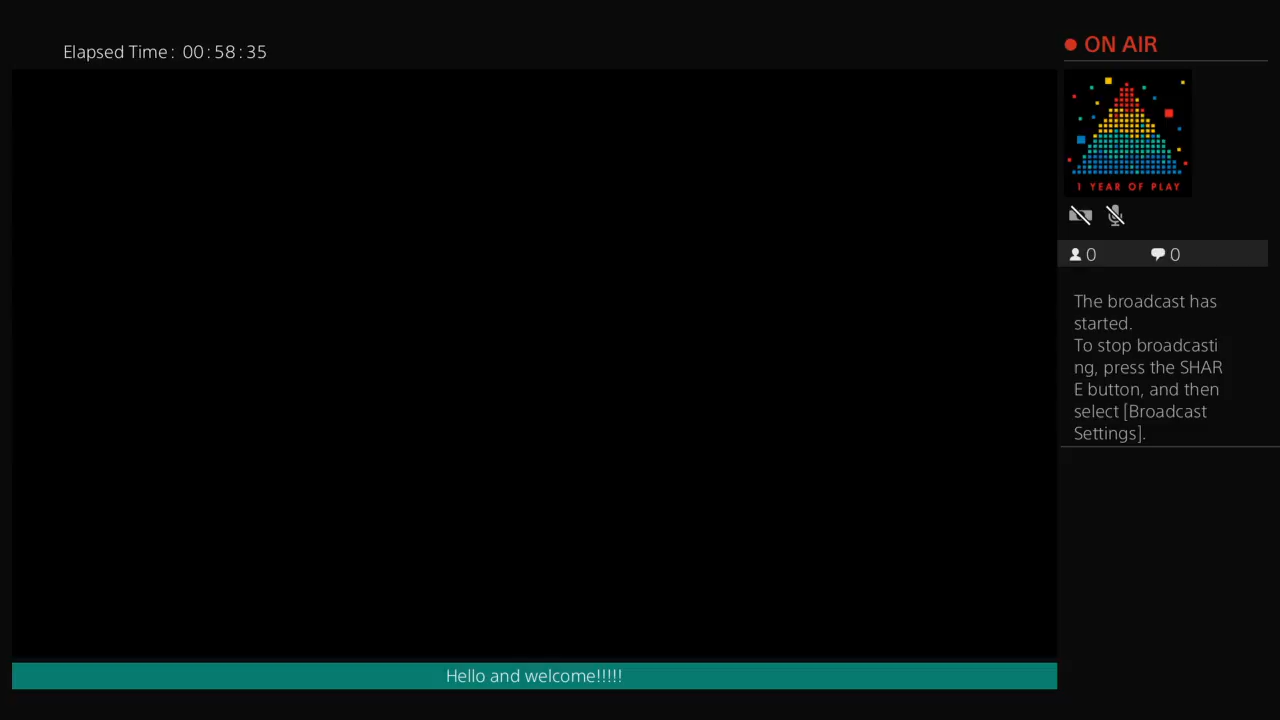 Elapsed Time: 00:58:35
ON AIR
1 YEAR OF PLAY
0 0
The broadcast has
started.
To stop broadcasti
ng, press the SHAR
E button, and then
select [Broadcast
Settings].
Hello and welcome!!!!!